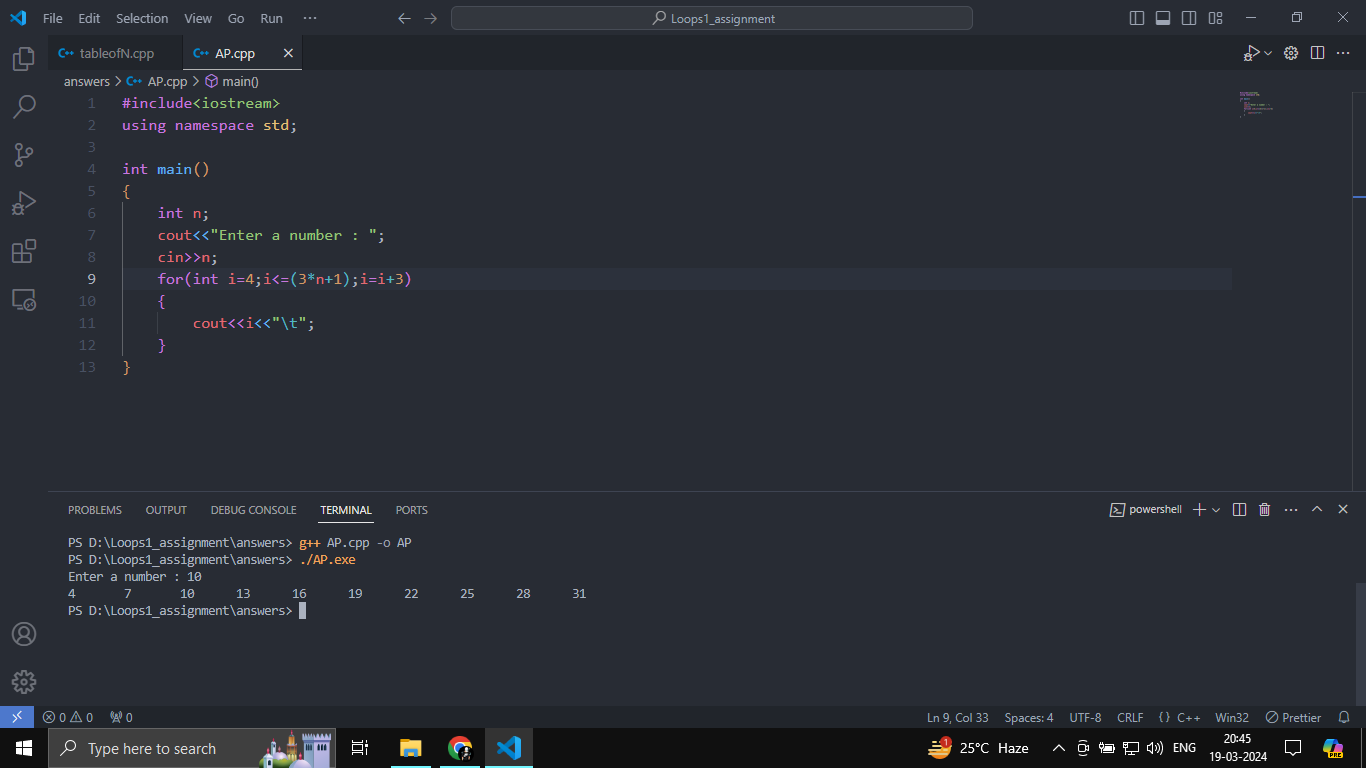 File Edit Selection View Go Run ··· Loops1_assignment
tableofN.cpp AP.cpp
answers > AP.cpp > main()
1 #include<iostream>
2 using namespace std;
3
4 int main()
5 {
6 int n;
7 cout<<"Enter a number : ";
8 cin>>n;
9 for(int i=4;i<=(3*n+1);i=i+3)
10 {
11 cout<<i<<"\t";
12 }
13 }
PROBLEMS OUTPUT DEBUG CONSOLE TERMINAL PORTS powershell
PS D:\Loops1_assignment\answers> g++ AP.cpp -o AP
PS D:\Loops1_assignment\answers> ./AP.exe
Enter a number : 10
4 7 10 13 16 19 22 25 28 31
PS D:\Loops1_assignment\answers>
0 0 0 Ln 9, Col 33 Spaces: 4 UTF-8 CRLF {} C++ Win32 Prettier
Type here to search 1 25°C Haze ENG 20:45
19-03-2024
PRE